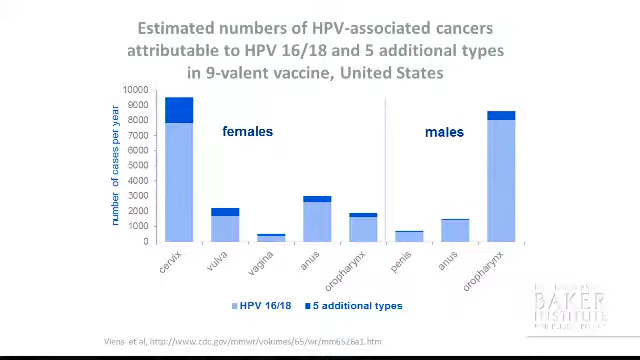 Estimated numbers of HPV-associated cancers
attributable to HPV 16/18 and 5 additional types
in 9-valent vaccine, United States
number of cases per year
10000
9000
8000
7000
6000
5000
4000
3000
2000
1000
0
females
males
cervix
vulva
vagina
anus
oropharynx
penis
anus
oropharynx
HPV 16/18
5 additional types
BAKER
INSTITUTE
FOR PUBLIC POLICY
Viens et al, http://www.cdc.gov/mmwr/volumes/65/wr/mm6526a1.htm